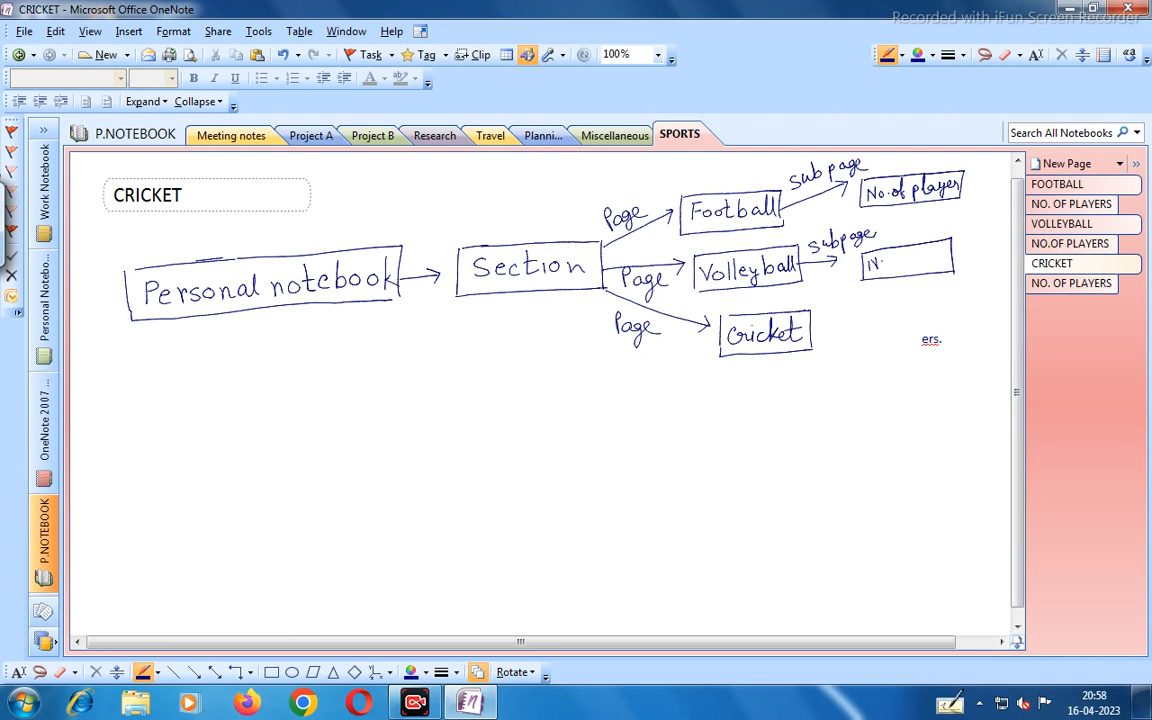 CRICKET - Microsoft Office OneNote
Recorded with iFun Screen Recorder
File Edit View Insert Format Share Tools Table Window Help
New Task Tag Clip 100%
Expand Collapse
P.NOTEBOOK Meeting notes Project A Project B Research Travel Planni... Miscellaneous SPORTS
Search All Notebooks
CRICKET
Personal notebook
Section
Page
Football
Sub page
No. of player
Page
Volleyball
Subpage
N.
Page
Cricket
ers.
New Page
FOOTBALL
NO. OF PLAYERS
VOLLEYBALL
NO.OF PLAYERS
CRICKET
NO. OF PLAYERS
Work Notebook
Personal Notebo...
OneNote 2007 ...
P.NOTEBOOK
Rotate
20:58
16-04-2023